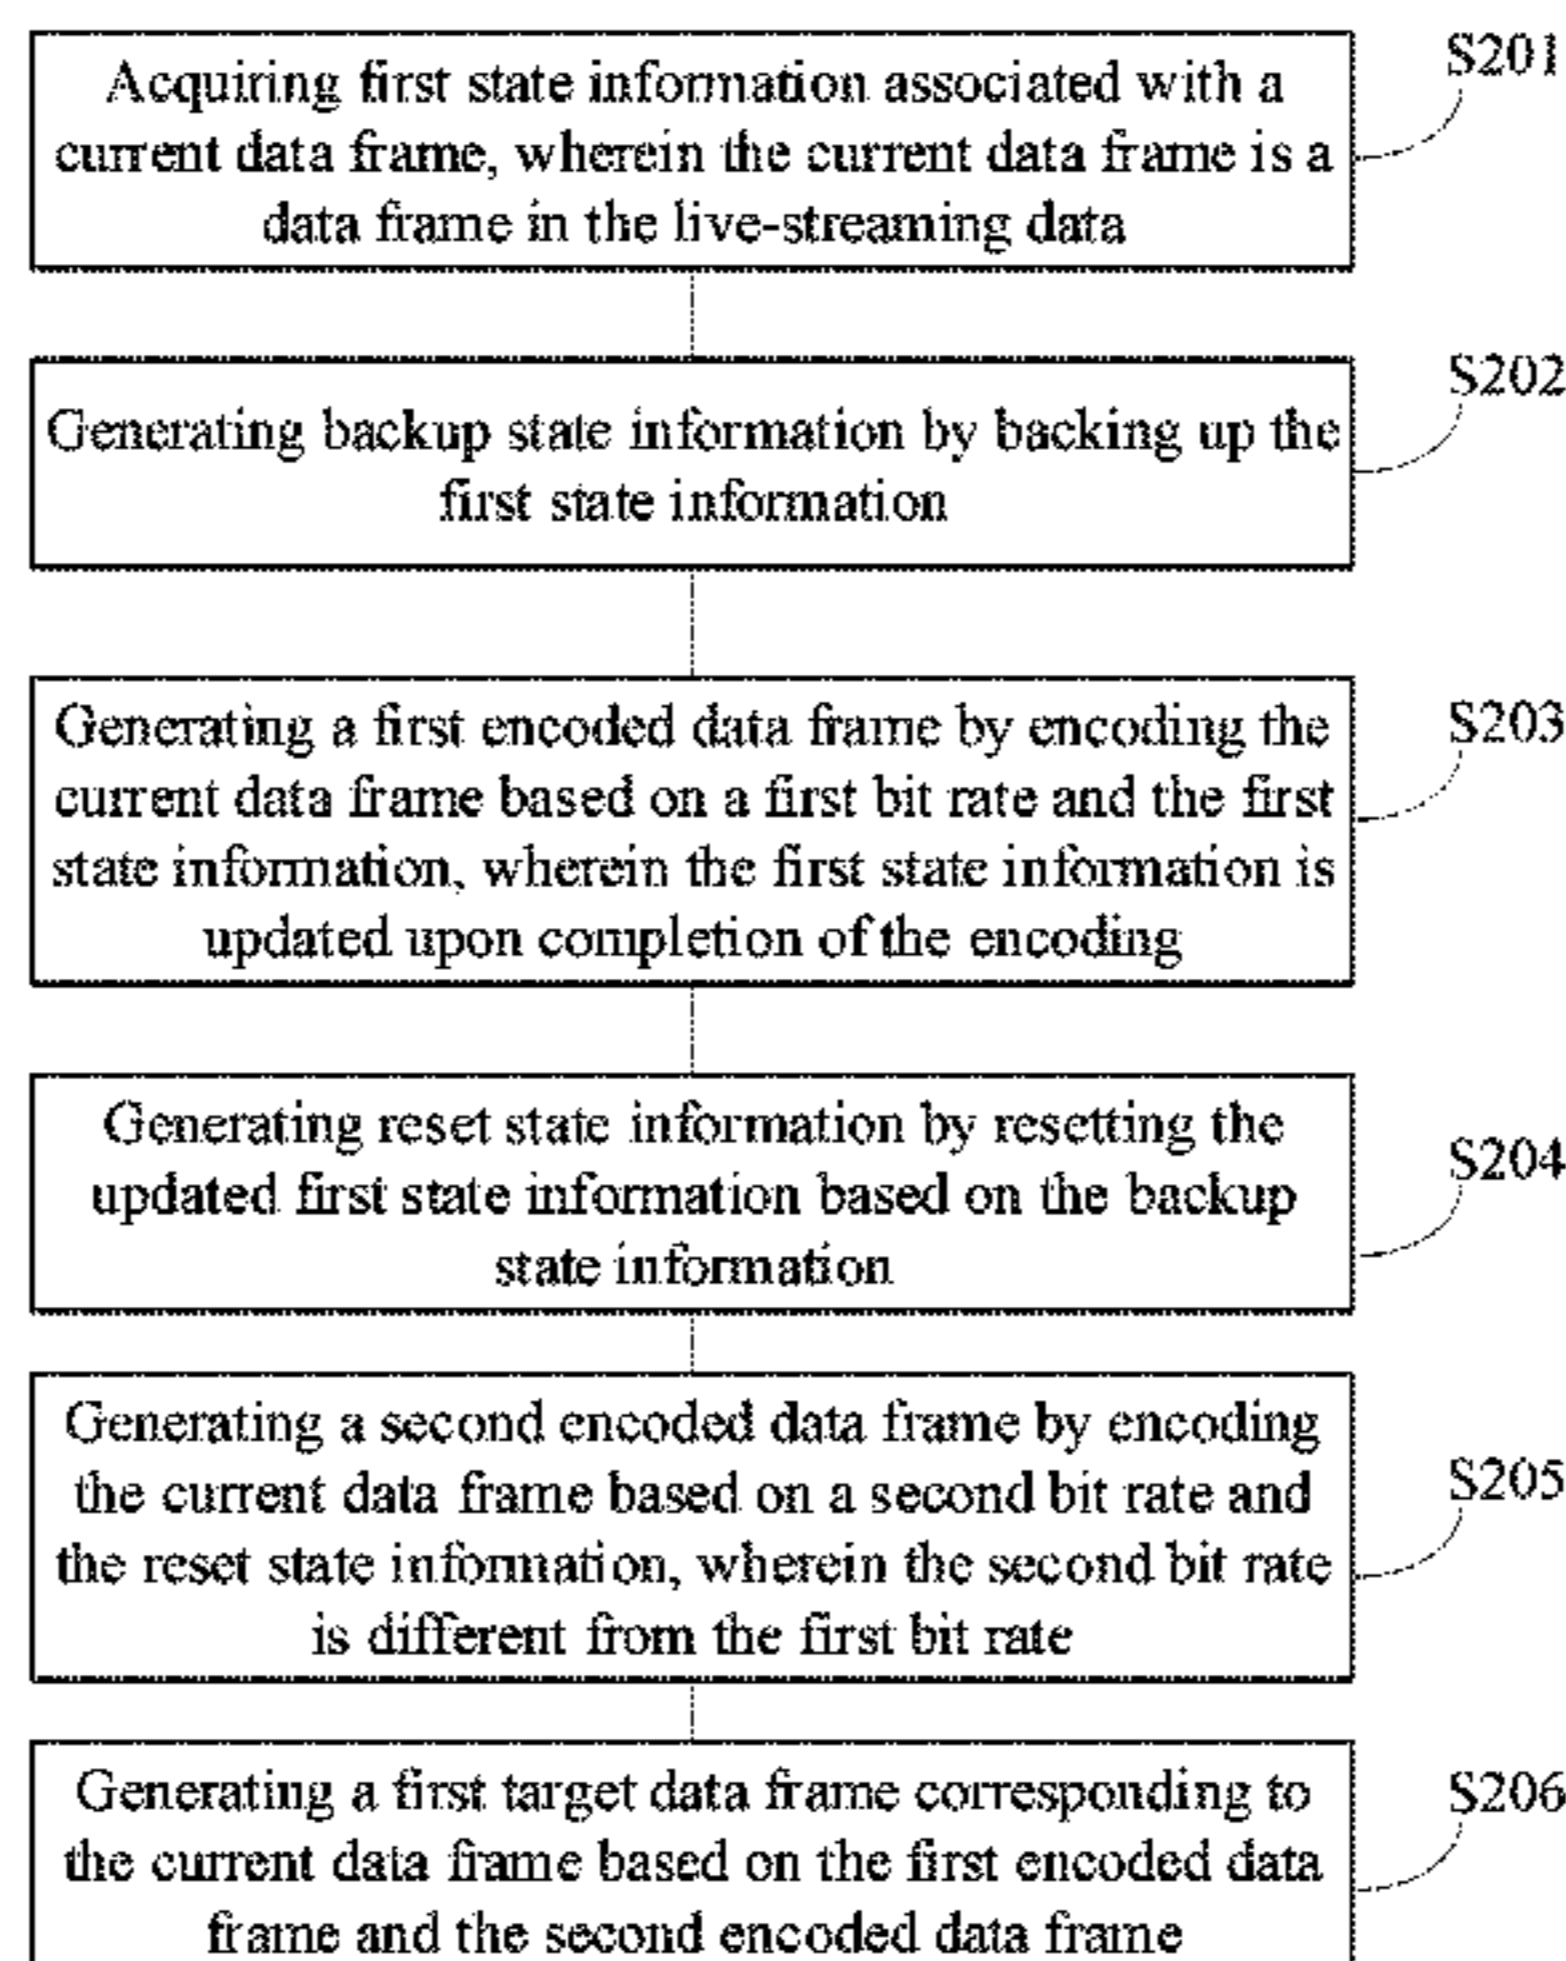 Acquiring first state information associated with a
current data frame, wherein the current data frame is a
data frame in the live-streaming data
S201
Generating backup state information by backing up the
first state information
S202
Generating a first encoded data frame by encoding the
current data frame based on a first bit rate and the first
state information, wherein the first state information is
updated upon completion of the encoding
S203
Generating reset state information by resetting the
updated first state information based on the backup
state information
S204
Generating a second encoded data frame by encoding
the current data frame based on a second bit rate and
the reset state information, wherein the second bit rate
is different from the first bit rate
S205
Generating a first target data frame corresponding to
the current data frame based on the first encoded data
frame and the second encoded data frame
S206